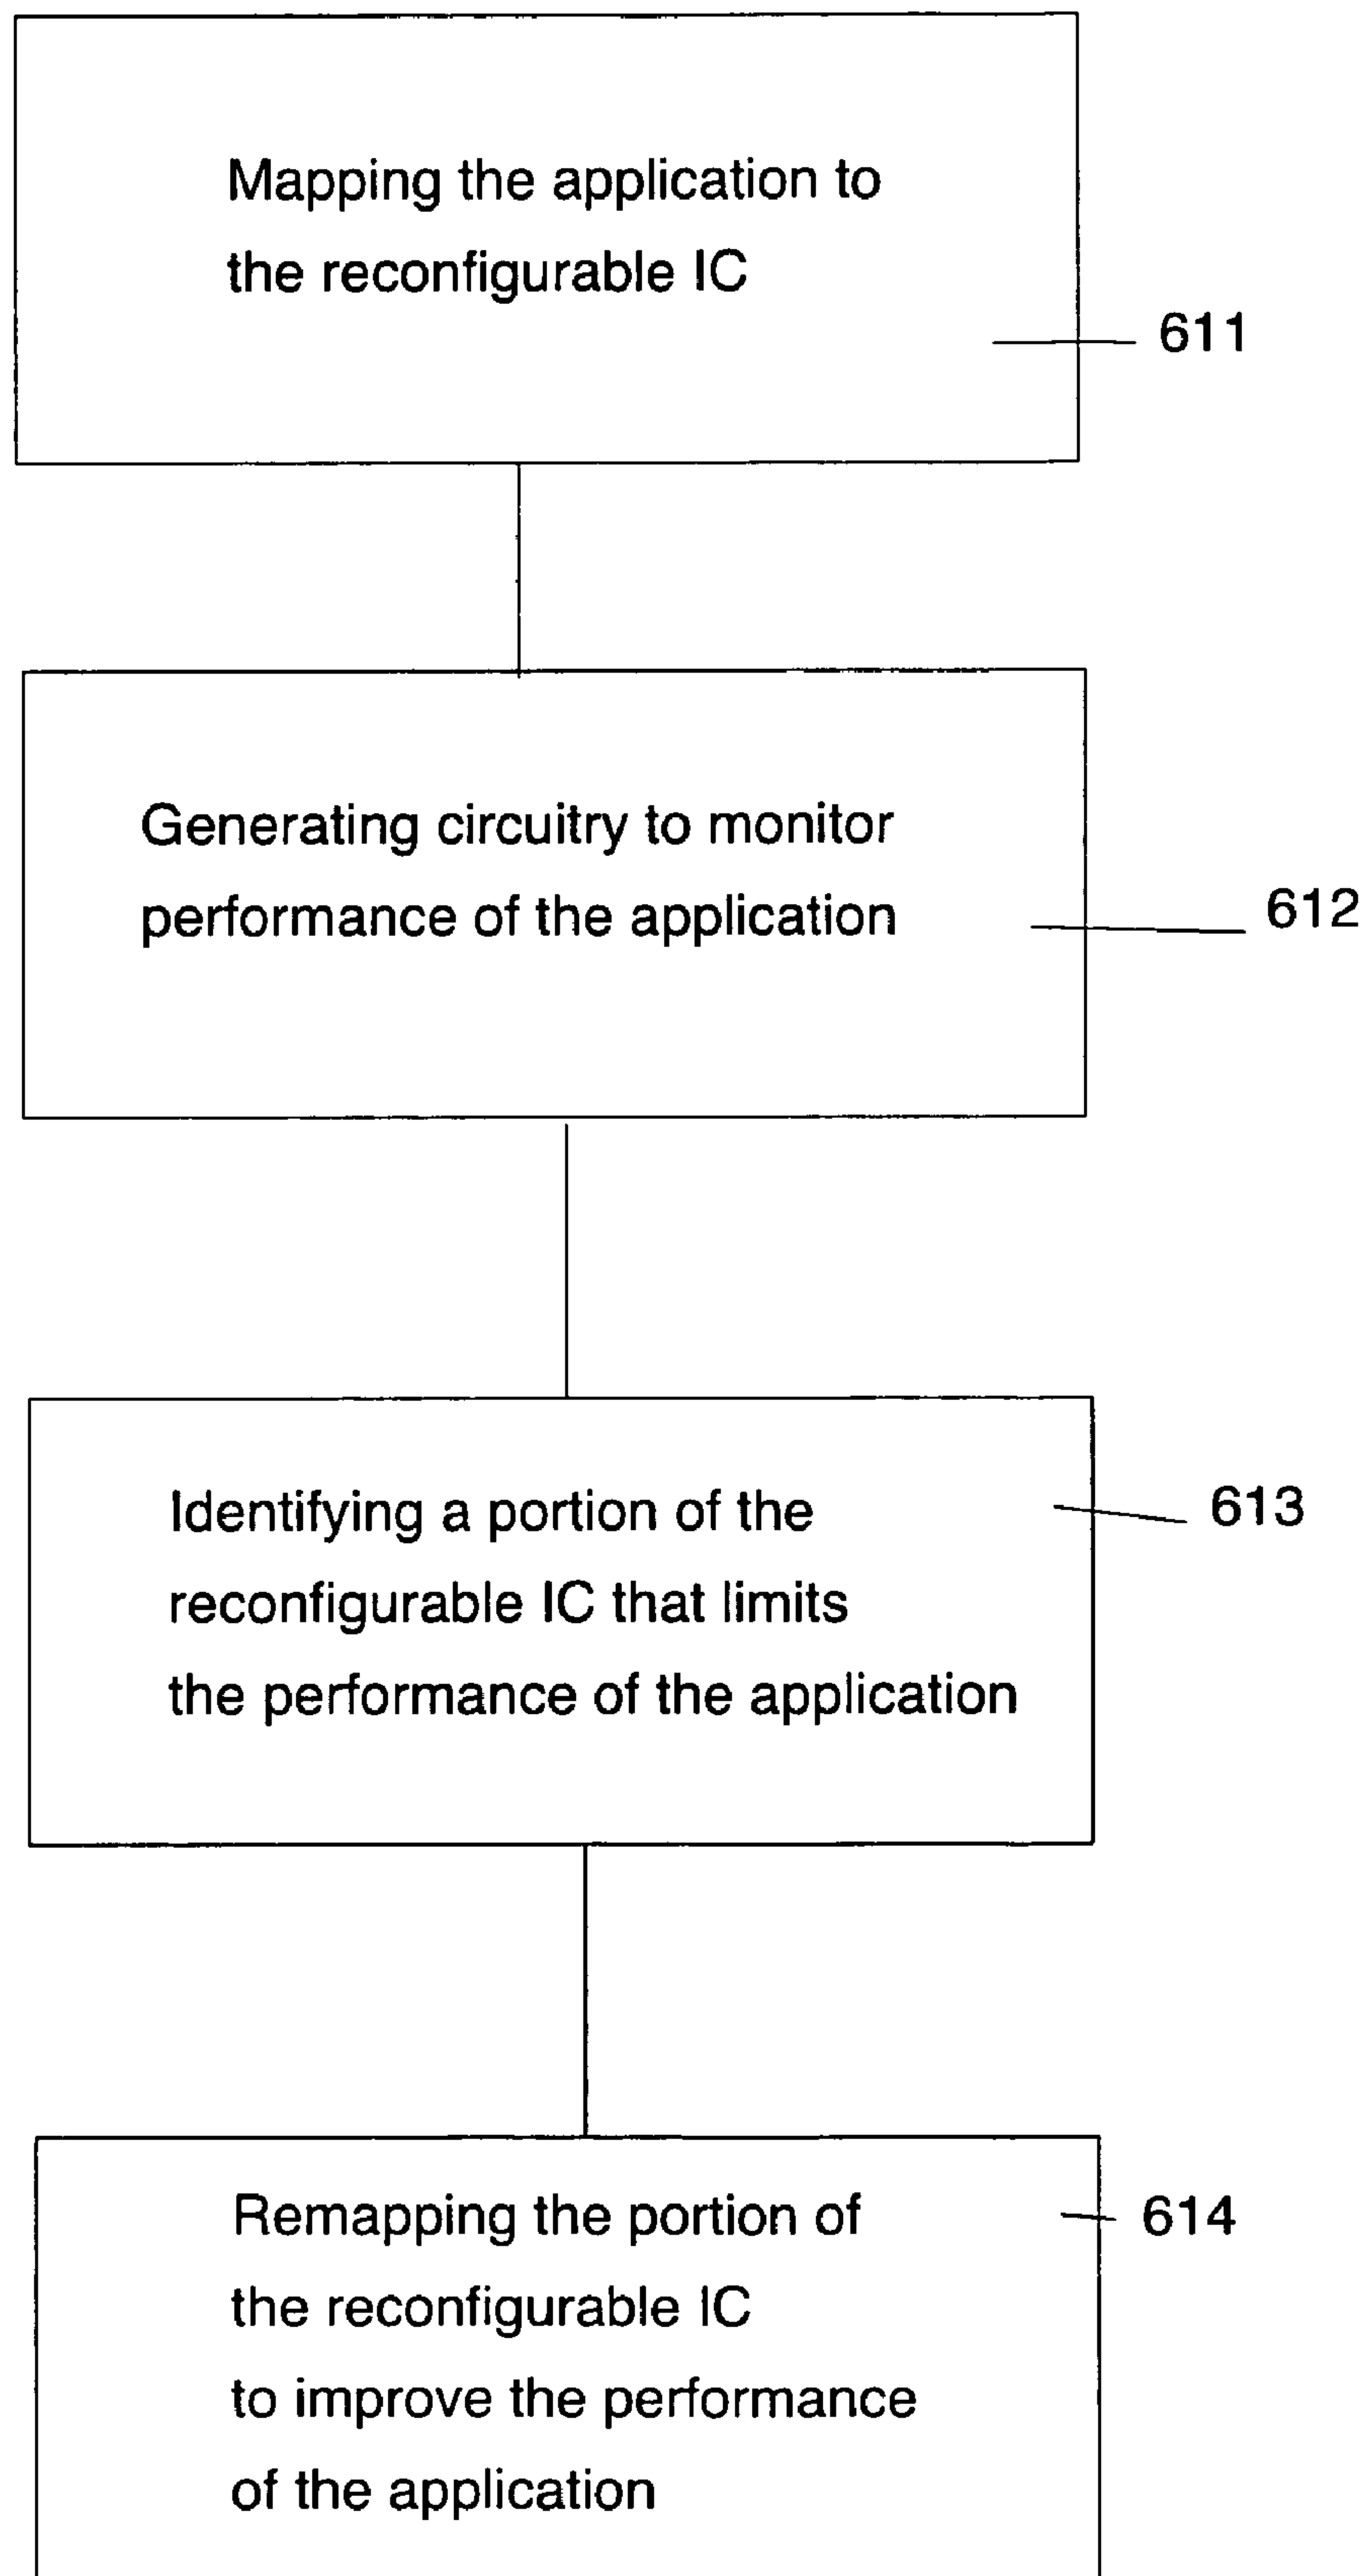 Mapping the application to
the reconfigurable IC
611
Generating circuitry to monitor
performance of the application
612
Identifying a portion of the
reconfigurable IC that limits
the performance of the application
613
Remapping the portion of
the reconfigurable IC
to improve the performance
of the application
614